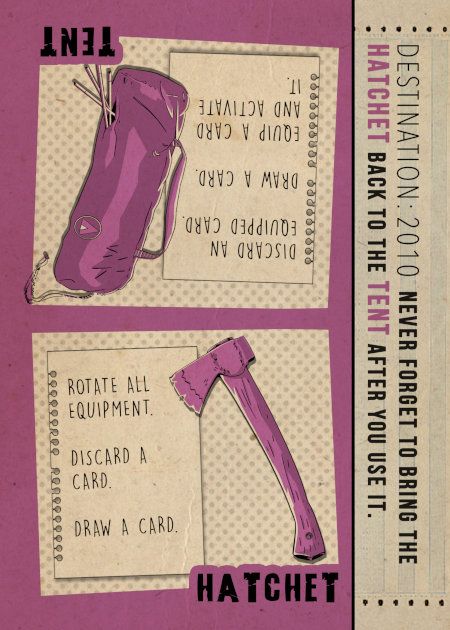 TENT
DISCARD AN
EQUIPPED CARD.
DRAW A CARD.
EQUIP A CARD
AND ACTIVATE
IT.
ROTATE ALL
EQUIPMENT.
DISCARD A
CARD.
DRAW A CARD.
HATCHET
DESTINATION: 2010 NEVER FORGET TO BRING THE
HATCHET BACK TO THE TENT AFTER YOU USE IT.